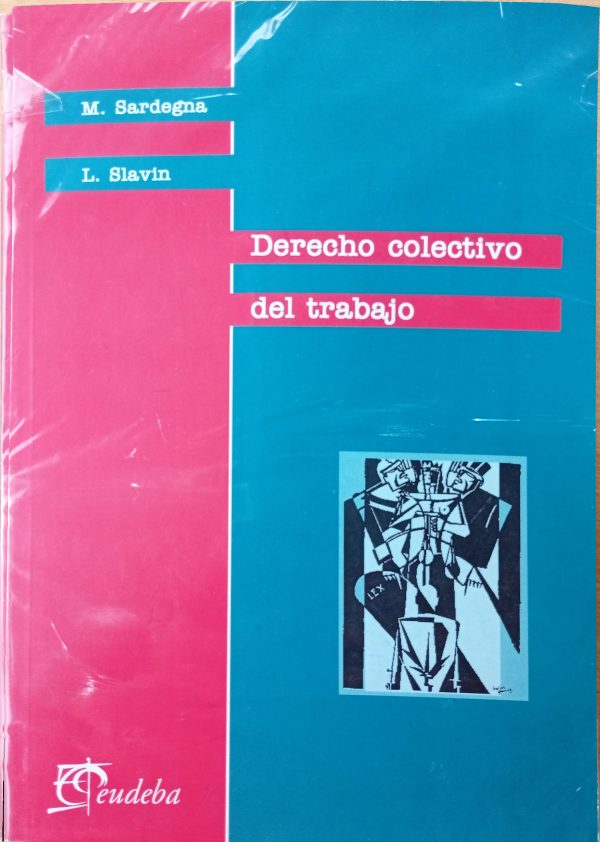 M. Sardegna
L. Slavin
Derecho colectivo
del trabajo
LEX
eudeba